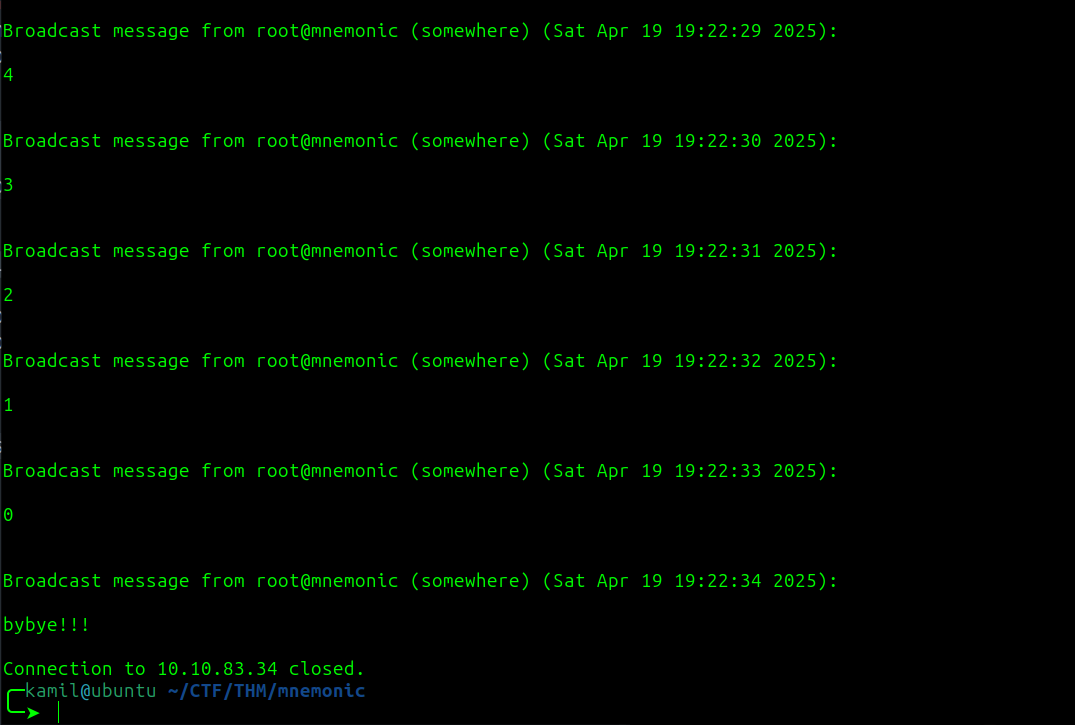 Broadcast message from root@mnemonic (somewhere) (Sat Apr 19 19:22:29 2025):
4
Broadcast message from root@mnemonic (somewhere) (Sat Apr 19 19:22:30 2025):
3
Broadcast message from root@mnemonic (somewhere) (Sat Apr 19 19:22:31 2025):
2
Broadcast message from root@mnemonic (somewhere) (Sat Apr 19 19:22:32 2025):
1
Broadcast message from root@mnemonic (somewhere) (Sat Apr 19 19:22:33 2025):
0
Broadcast message from root@mnemonic (somewhere) (Sat Apr 19 19:22:34 2025):
bybye!!!
Connection to 10.10.83.34 closed.
kamil@ubuntu ~/CTF/THM/mnemonic